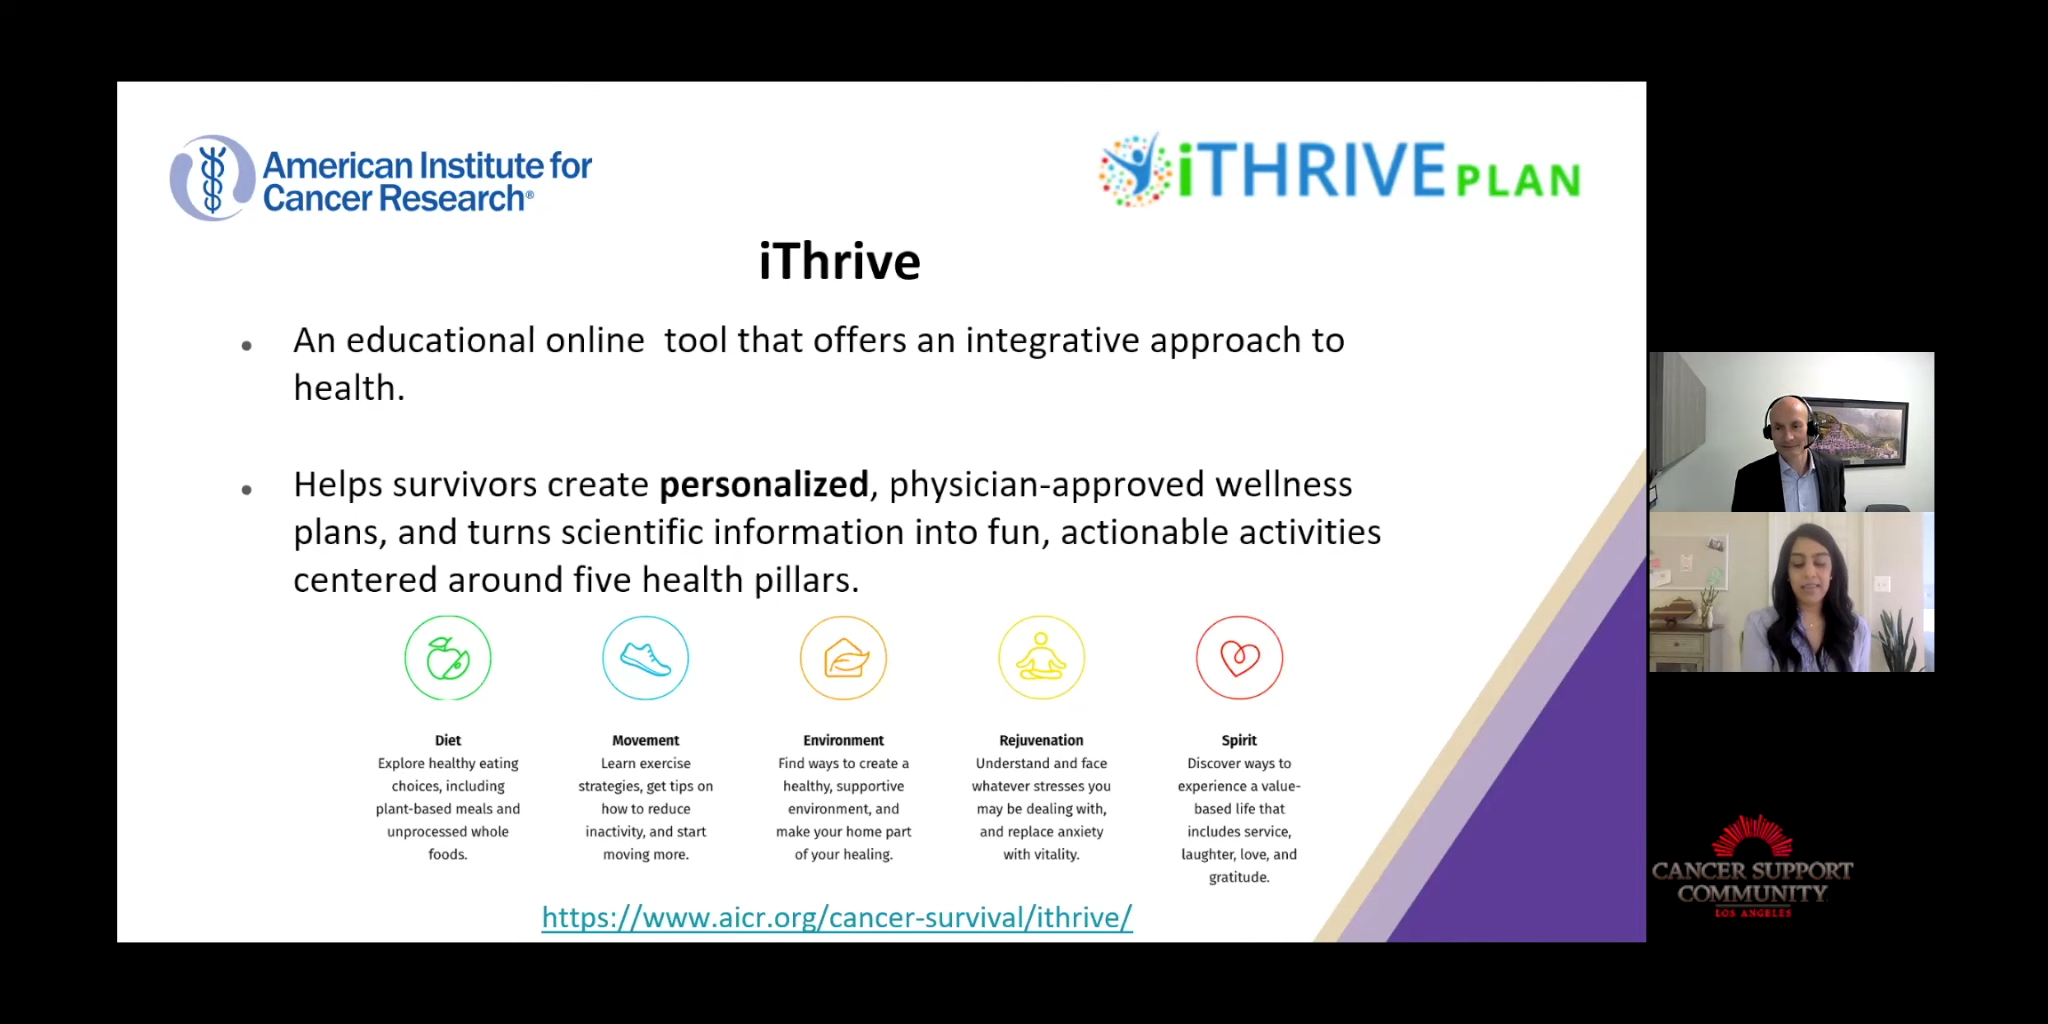 American Institute for
Cancer Research®
iTHRIVE PLAN
iThrive
• An educational online  tool that offers an integrative approach to
health.
• Helps survivors create personalized, physician-approved wellness
plans, and turns scientific information into fun, actionable activities
centered around five health pillars.
Diet
Explore healthy eating
choices, including
plant-based meals and
unprocessed whole
foods.
Movement
Learn exercise
strategies, get tips on
how to reduce
inactivity, and start
moving more.
Environment
Find ways to create a
healthy, supportive
environment, and
make your home part
of your healing.
Rejuvenation
Understand and face
whatever stresses you
may be dealing with,
and replace anxiety
with vitality.
Spirit
Discover ways to
experience a value-
based life that
includes service,
laughter, love, and
gratitude.
https://www.aicr.org/cancer-survival/ithrive/
CANCER SUPPORT
COMMUNITY
LOS ANGELES